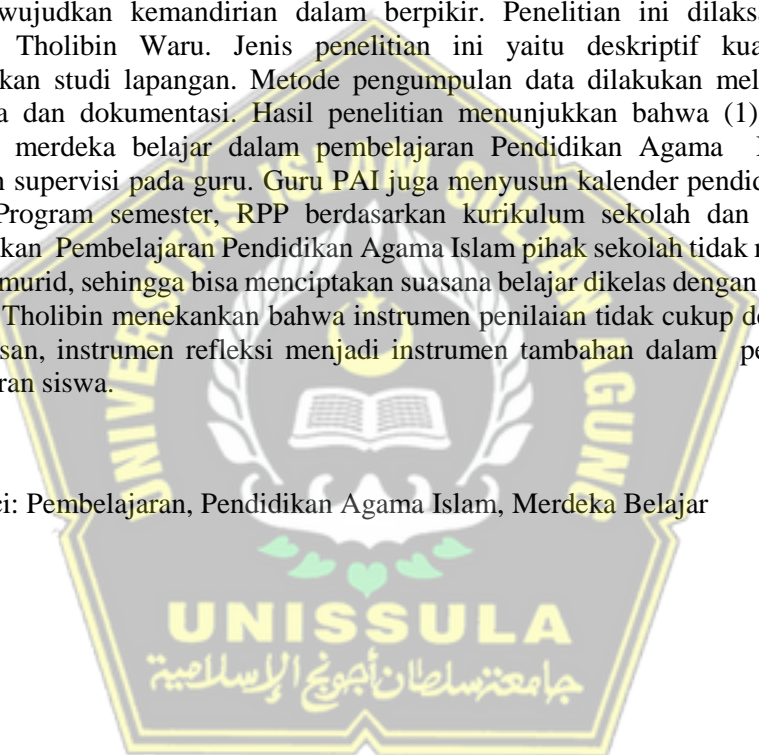 wujudkan kemandirian dalam berpikir. Penelitian ini dilaksa
Tholibin Waru. Jenis penelitian ini yaitu deskriptif kua
kan studi lapangan. Metode pengumpulan data dilakukan mel
a dan dokumentasi. Hasil penelitian menunjukkan bahwa (1)
merdeka belajar dalam pembelajaran Pendidikan Agama
n supervisi pada guru. Guru PAI juga menyusun kalender pendid
Program semester, RPP berdasarkan kurikulum sekolah dan
kan Pembelajaran Pendidikan Agama Islam pihak sekolah tidak
murid, sehingga bisa menciptakan suasana belajar dikelas dengan
Tholibin menekankan bahwa instrumen penilaian tidak cukup de
san, instrumen refleksi menjadi instrumen tambahan dalam pe
ran siswa.
ci: Pembelajaran, Pendidikan Agama Islam, Merdeka Belajar
UNIVERSITAS ISLAM SULTAN AGUNG
UNISSULA
جامعة سلطان أجونج الإسلامية